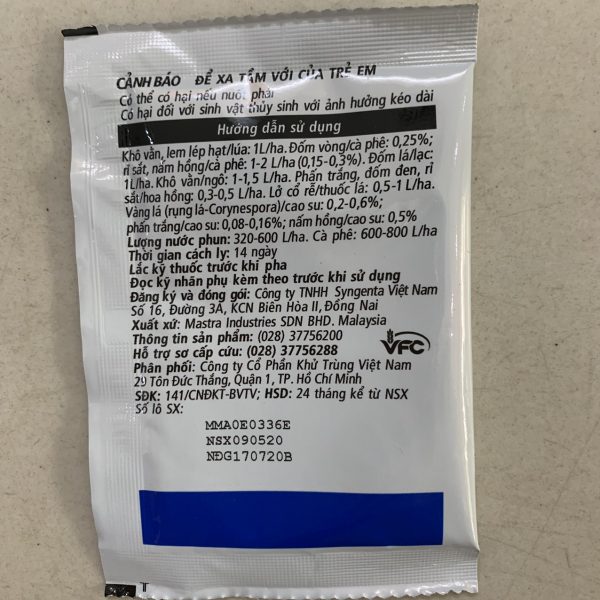 CẢNH BÁO ĐỂ XA TẦM VỚI CỦA TRẺ EM
Có thể có hại nếu nuốt phải
Có hại đối với sinh vật thủy sinh với ảnh hưởng kéo dài
Hướng dẫn sử dụng
Khô vằn, lem lép hạt/lúa: 1L/ha. Đốm vòng/cà phê: 0,25%;
rỉ sắt, nấm hồng/cà phê: 1-2 L/ha (0,15-0,3%). Đốm lá/lạc:
1L/ha. Khô vằn/ngô: 1-1,5 L/ha. Phấn trắng, đốm đen, rỉ
sắt/hoa hồng: 0,3-0,5 L/ha. Lở cổ rễ/thuốc lá: 0,5-1 L/ha.
Vàng lá (rụng lá-Corynespora)/cao su: 0,2-0,6%;
phấn trắng/cao su: 0,08-0,16%; nấm hồng/cao su: 0,5%
Lượng nước phun: 320-600 L/ha. Cà phê: 600-800 L/ha
Thời gian cách ly: 14 ngày
Lắc kỹ thuốc trước khi pha
Đọc kỹ nhãn phụ kèm theo trước khi sử dụng
Đăng ký và đóng gói: Công ty TNHH Syngenta Việt Nam
Số 16, Đường 3A, KCN Biên Hòa II, Đồng Nai
Xuất xứ: Mastra Industries SDN BHD. Malaysia
Thông tin sản phẩm: (028) 37756200
Hỗ trợ sơ cấp cứu: (028) 37756288
VFC
Phân phối: Công ty Cổ Phần Khử Trùng Việt Nam
29 Tôn Đức Thắng, Quận 1, TP. Hồ Chí Minh
SĐK: 141/CNĐKT-BVTV; HSD: 24 tháng kể từ NSX
Số lô SX:
MMA0E0336E
NSX090520
NĐG170720B